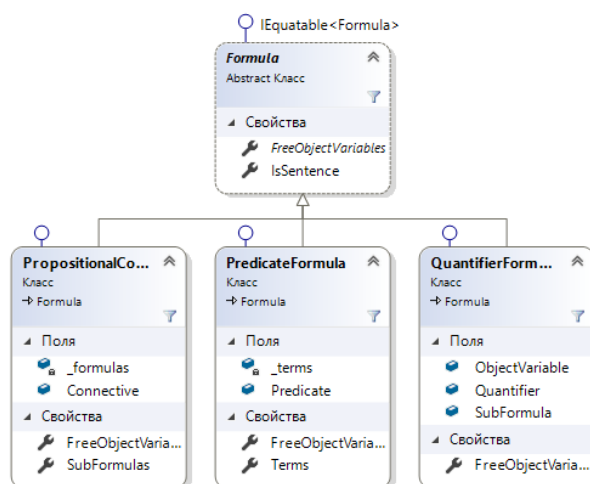 IEquatable<Formula>
Formula
Abstract Класс
Свойства
FreeObjectVariables
IsSentence
PropositionalCo...
Класс
Formula
Поля
_formulas
Connective
Свойства
FreeObjectVaria...
SubFormulas
PredicateFormula
Класс
Formula
Поля
_terms
Predicate
Свойства
FreeObjectVaria...
Terms
QuantifierForm...
Класс
Formula
Поля
ObjectVariable
Quantifier
SubFormula
Свойства
FreeObjectVaria...